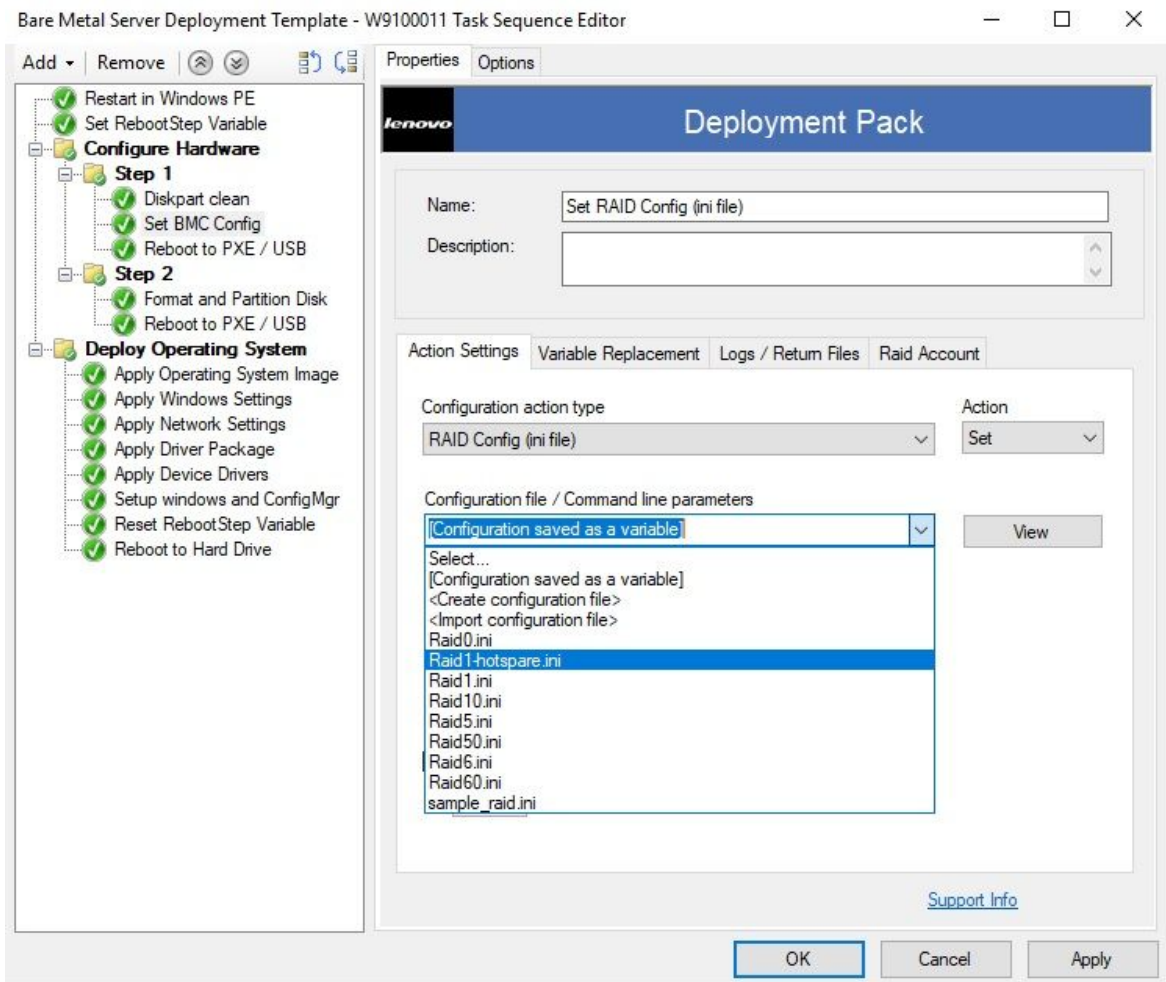 Bare Metal Server Deployment Template - W9100011 Task Sequence Editor
Add
Remove
Restart in Windows PE
Set RebootStep Variable
Configure Hardware
Step 1
Diskpart clean
Set BMC Config
Reboot to PXE / USB
Step 2
Format and Partition Disk
Reboot to PXE / USB
Deploy Operating System
Apply Operating System Image
Apply Windows Settings
Apply Network Settings
Apply Driver Package
Apply Device Drivers
Setup windows and ConfigMgr
Reset RebootStep Variable
Reboot to Hard Drive
Properties Options
lenovo
Deployment Pack
Name: Set RAID Config (ini file)
Description:
Action Settings Variable Replacement Logs / Return Files Raid Account
Configuration action type Action
RAID Config (ini file) Set
Configuration file / Command line parameters
[Configuration saved as a variable] View
Select...
[Configuration saved as a variable]
<Create configuration file>
<Import configuration file>
Raid0.ini
Raid1-hotspare.ini
Raid1.ini
Raid10.ini
Raid5.ini
Raid50.ini
Raid6.ini
Raid60.ini
sample_raid.ini
Support Info
OK Cancel Apply